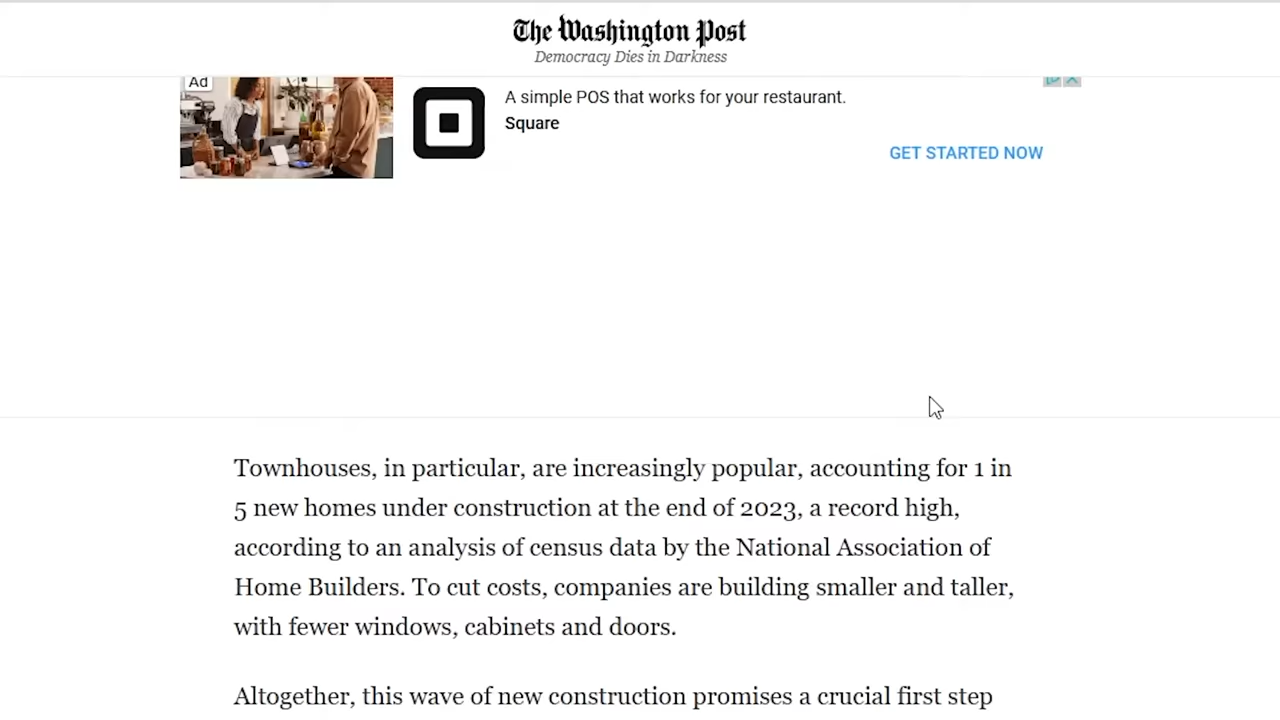 The Washington Post
Democracy Dies in Darkness
Ad
A simple POS that works for your restaurant.
Square
GET STARTED NOW
Townhouses, in particular, are increasingly popular, accounting for 1 in
5 new homes under construction at the end of 2023, a record high,
according to an analysis of census data by the National Association of
Home Builders. To cut costs, companies are building smaller and taller,
with fewer windows, cabinets and doors.
Altogether, this wave of new construction promises a crucial first step